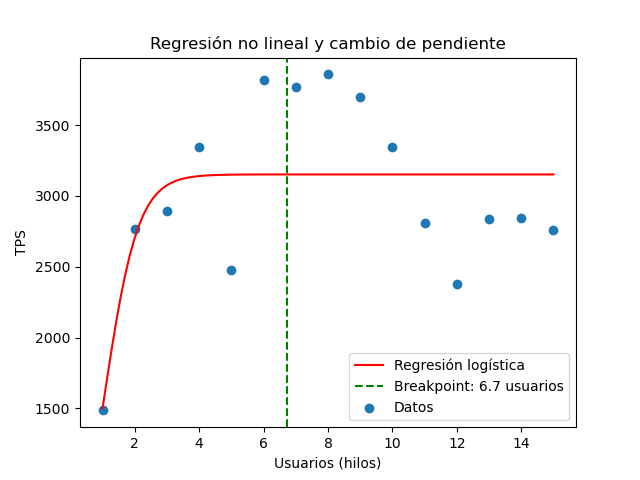 Regresión no lineal y cambio de pendiente
TPS
3500
3000
2500
2000
1500
Regresión logística
Breakpoint: 6.7 usuarios
Datos
2 4 6 8 10 12 14
Usuarios (hilos)